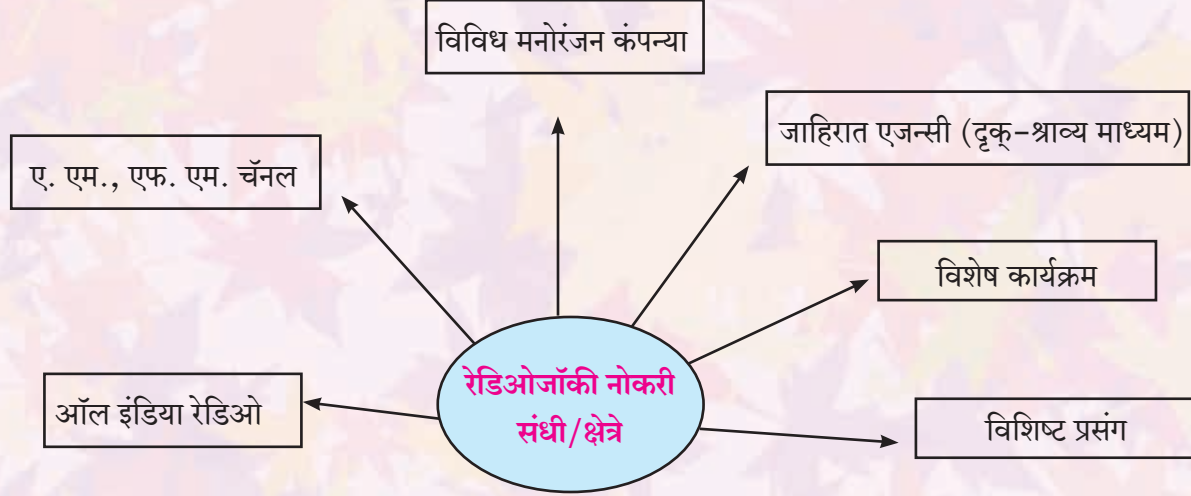 विविध मनोरंजन कंपन्या
जाहिरात एजन्सी (दृक्-श्राव्य माध्यम)
ए. एम., एफ. एम. चॅनल
विशेष कार्यक्रम
रेडिओजॉकी नोकरी
संधी/क्षेत्रे
ऑल इंडिया रेडिओ
विशिष्ट प्रसंग